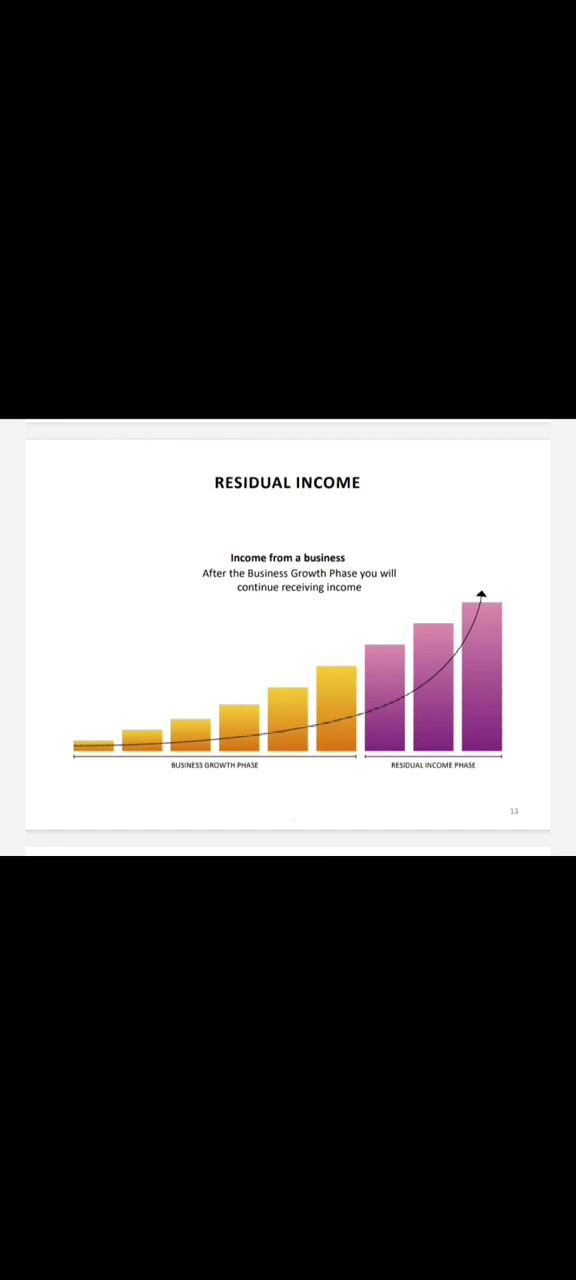 RESIDUAL INCOME
Income from a business
After the Business Growth Phase you will
continue receiving income
BUSINESS GROWTH PHASE
RESIDUAL INCOME PHASE
13